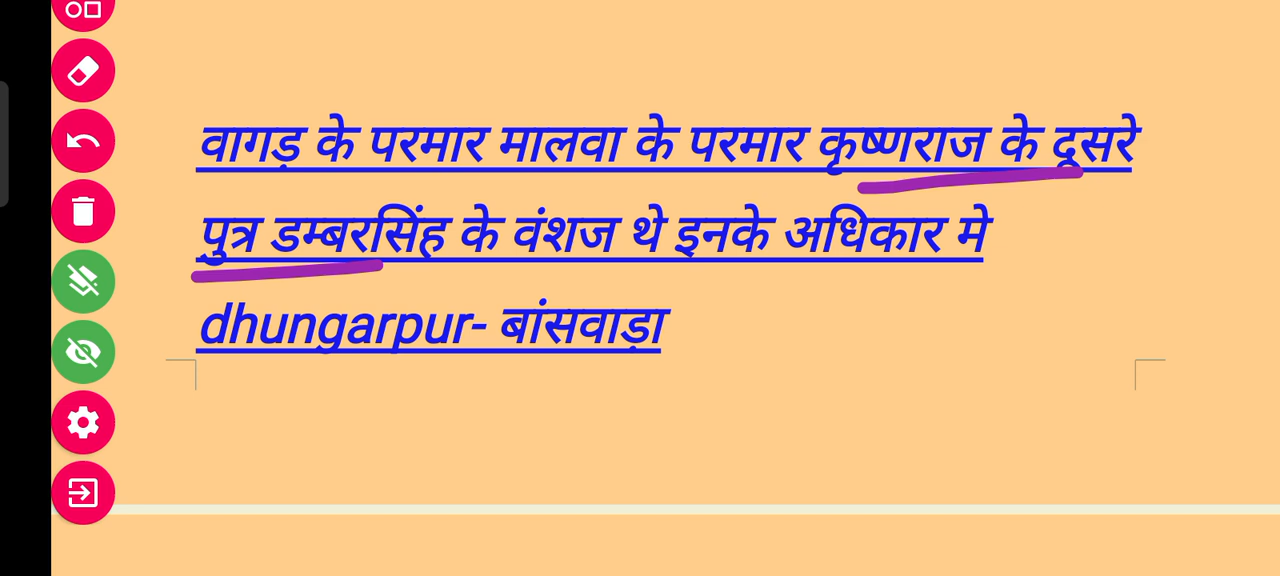 वागड़ के परमार मालवा के परमार कृष्णराज के दूसरे
पुत्र डम्बरसिंह के वंशज थे इनके अधिकार मे
dhungarpur- बांसवाड़ा